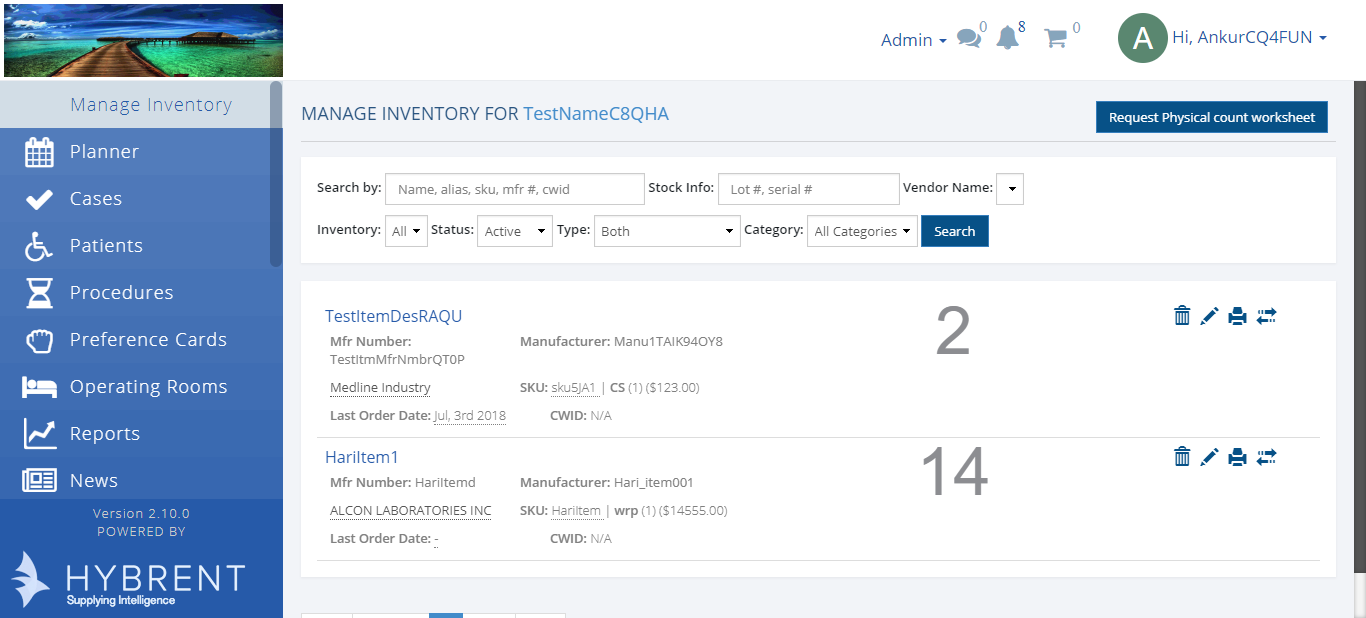 Admin 0 8 0 A Hi, AnkurCQ4FUN
Manage Inventory
Planner
Cases
Patients
Procedures
Preference Cards
Operating Rooms
Reports
News
Version 2.10.0
POWERED BY
HYBRENT
Supplying Intelligence
MANAGE INVENTORY FOR TestNameC8QHA
Request Physical count worksheet
Search by: Name, alias, sku, mfr #, cwid Stock Info: Lot #, serial # Vendor Name:
Inventory: All Status: Active Type: Both Category: All Categories Search
TestItemDesRAQU 2
Mfr Number: Manufacturer: Manu1TAIK94OY8
TestItmMfrNmbrQT0P
Medline Industry SKU: sku5JA1 | CS (1) ($123.00)
Last Order Date: Jul, 3rd 2018 CWID: N/A
HariItem1 14
Mfr Number: HariItemd Manufacturer: Hari_item001
ALCON LABORATORIES INC SKU: HariItem | wrp (1) ($14555.00)
Last Order Date: - CWID: N/A